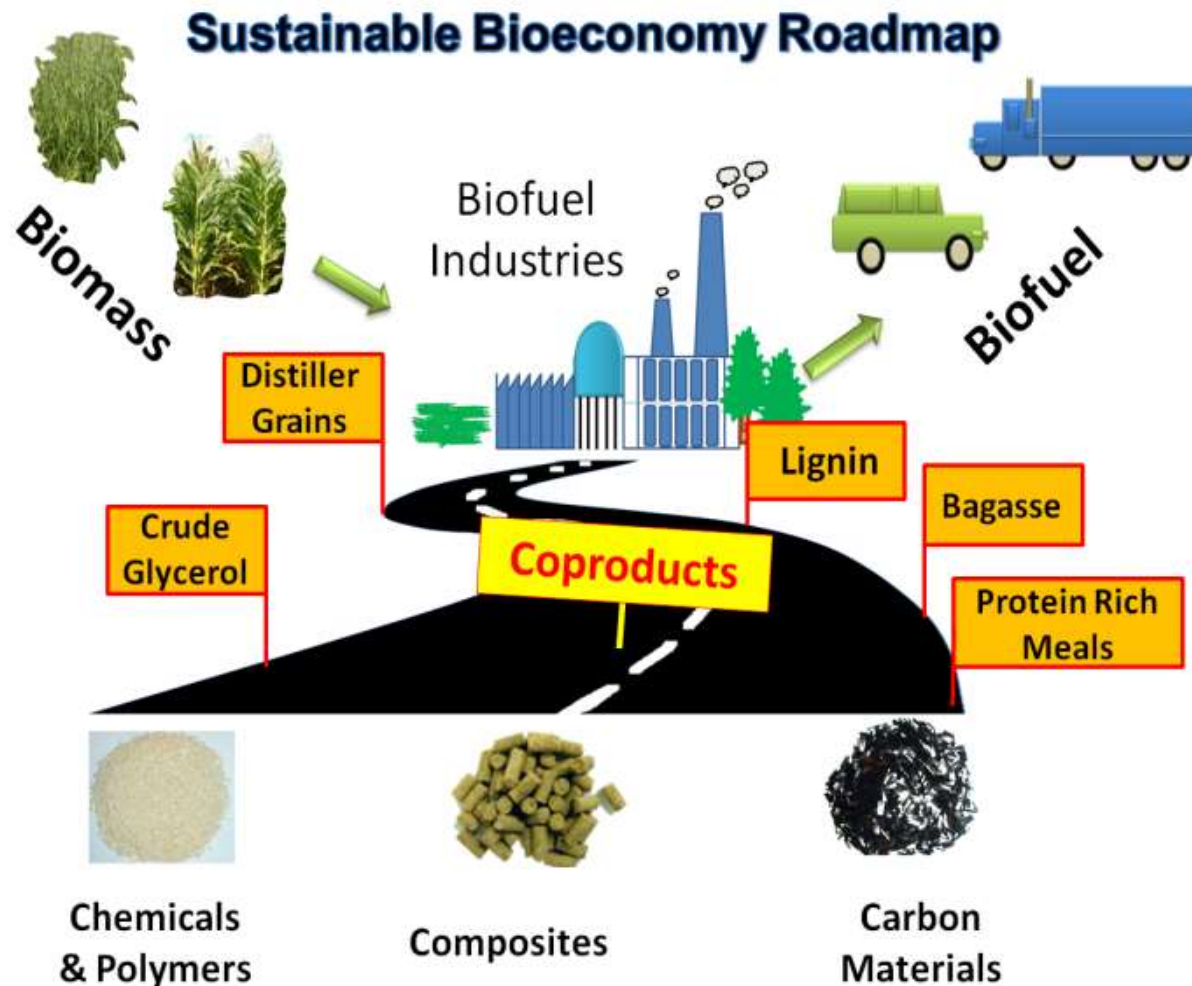 Sustainable Bioeconomy Roadmap
Biomass
Biofuel
Industries
Biofuel
Distiller
Grains
Lignin
Bagasse
Crude
Glycerol
Coproducts
Protein Rich
Meals
Chemicals
& Polymers
Composites
Carbon
Materials